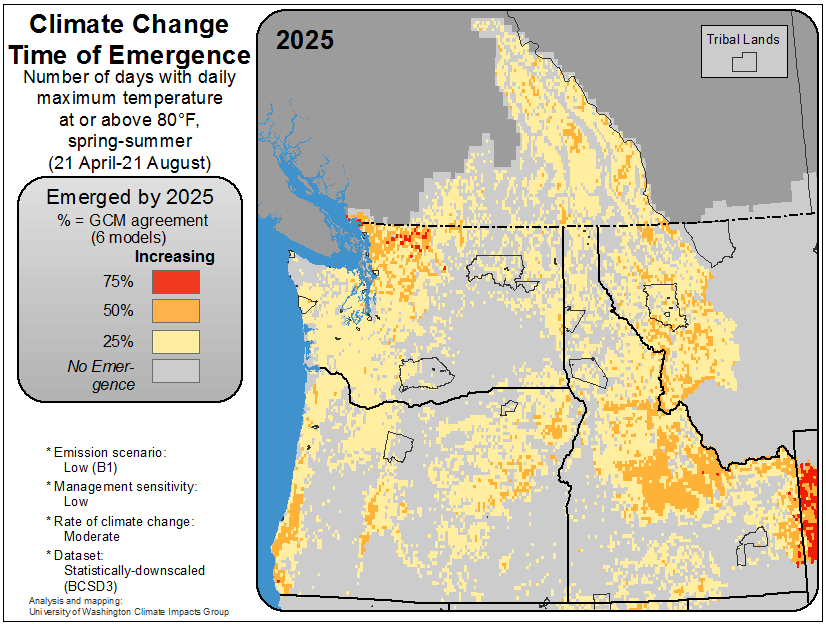 Climate Change
Time of Emergence
Number of days with daily
maximum temperature
at or above 80°F,
spring-summer
(21 April-21 August)
Emerged by 2025
% = GCM agreement
(6 models)
Increasing
75%
50%
25%
No Emer-
gence
* Emission scenario:
Low (B1)
* Management sensitivity:
Low
* Rate of climate change:
Moderate
* Dataset:
Statistically-downscaled
(BCSD3)
Analysis and mapping:
University of Washington Climate Impacts Group
2025
Tribal Lands